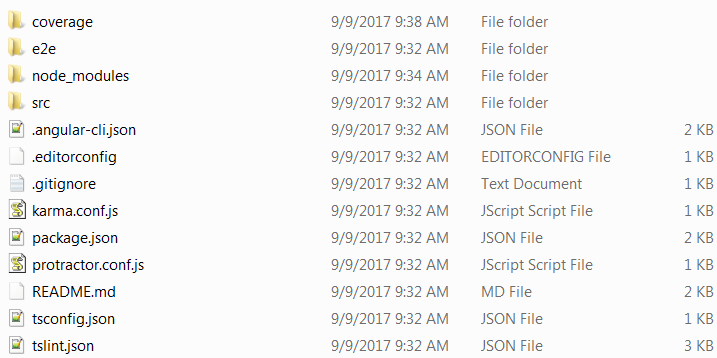 coverage 9/9/2017 9:38 AM File folder
e2e 9/9/2017 9:32 AM File folder
node_modules 9/9/2017 9:34 AM File folder
src 9/9/2017 9:32 AM File folder
.angular-cli.json 9/9/2017 9:32 AM JSON File 2 KB
.editorconfig 9/9/2017 9:32 AM EDITORCONFIG File 1 KB
.gitignore 9/9/2017 9:32 AM Text Document 1 KB
karma.conf.js 9/9/2017 9:32 AM JScript Script File 1 KB
package.json 9/9/2017 9:32 AM JSON File 2 KB
protractor.conf.js 9/9/2017 9:32 AM JScript Script File 1 KB
README.md 9/9/2017 9:32 AM MD File 2 KB
tsconfig.json 9/9/2017 9:32 AM JSON File 1 KB
tslint.json 9/9/2017 9:32 AM JSON File 3 KB